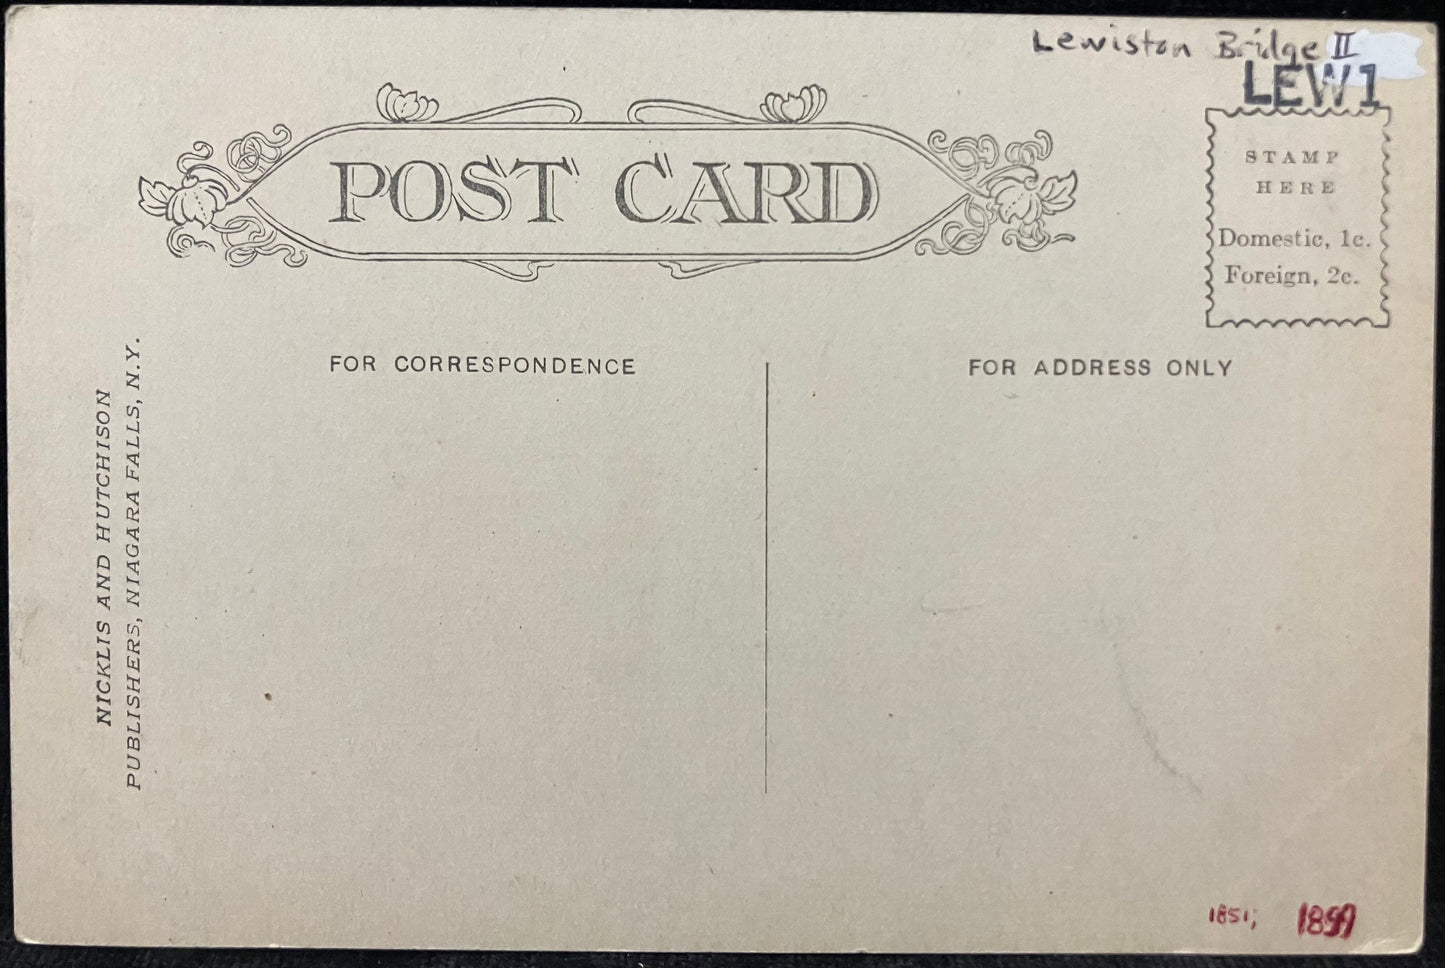 Lewiston Bridge II
LEW1
POST CARD
STAMP
HERE
Domestic, 1c.
Foreign, 2c.
FOR CORRESPONDENCE
FOR ADDRESS ONLY
NICKLIS AND HUTCHISON
PUBLISHERS, NIAGARA FALLS, N.Y.
1851; 1899